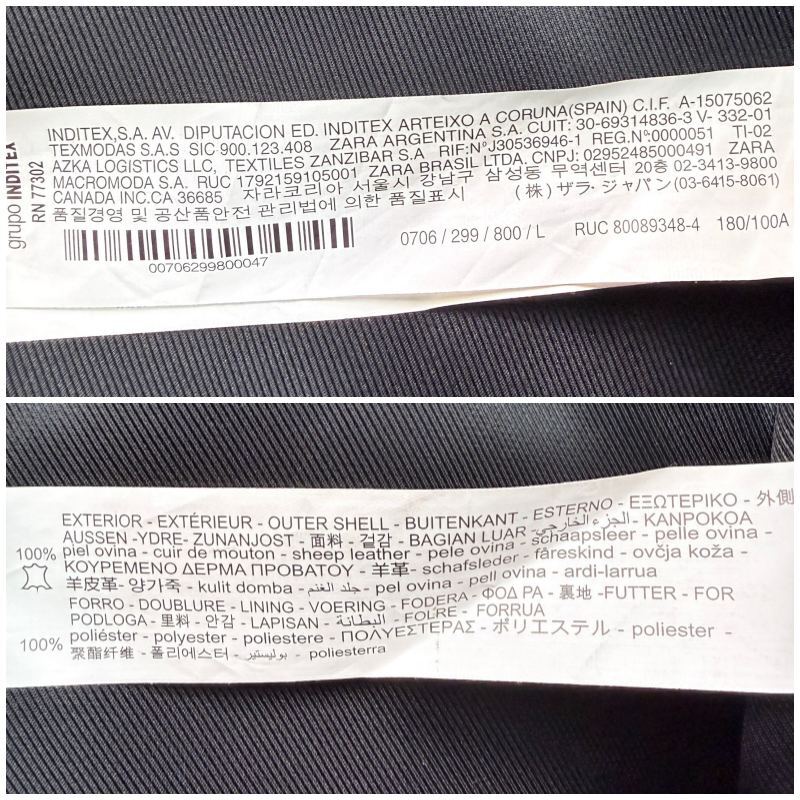 grupo INDITEX
RN 77302
INDITEX,S.A. AV. DIPUTACION ED. INDITEX ARTEIXO A CORUNA(SPAIN) C.I.F. A-15075062
TEXMODAS S.A.S SIC 900.123.408 ZARA ARGENTINA S.A. CUIT: 30-69314836-3 V- 332-01
AZKA LOGISTICS LLC, TEXTILES ZANZIBAR S.A RIF:NºJ30536946-1 REG.Nº:0000051 TI-02
MACROMODA S.A. RUC 1792159105001 ZARA BRASIL LTDA. CNPJ: 02952485000491 ZARA
CANADA INC.CA 36685 자라코리아 서울시 강남구 삼성동 무역센터 20층 02-3413-9800
품질경영 및 공산품안전 관리법에 의한 품질표시 (株) ザラ・ジャパン (03-6415-8061)
00706299800047
0706 / 299 / 800 / L RUC 80089348-4 180/100A
EXTERIOR - EXTÉRIEUR - OUTER SHELL - BUITENKANT - ESTERNO - ΕΞΩΤΕΡΙΚΟ - 外側
AUSSEN -YDRE- ZUNANJOST - 面料 - 겉감 - BAGIAN LUAR - الجزء الخارجي - KANPOKOA
100% piel ovina - cuir de mouton - sheep leather - pele ovina - schaapsleer - pelle ovina -
ΚΟΥΡΕΜΕΝΟ ΔΕΡΜΑ ΠΡΟΒΑΤΟΥ - 羊革 - schafsleder - fåreskind - ovčja koža -
羊皮革- 양가죽 - kulit domba - جلد الغنم - pel ovina - pell ovina - ardi-larrua
FORRO - DOUBLURE - LINING - VOERING - FODERA - ΦΟΔ ΡΑ - 裏地 -FUTTER - FOR
PODLOGA - 里料 - 안감 - LAPISAN - البطانة - FOLRE - FORRUA
100% poliéster - polyester - poliestere - ΠΟΛΥΕΣΤΕΡΑΣ - ポリエステル - poliester -
聚酯纤维 - 폴리에스터 - بوليستير - poliesterra